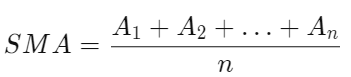 SMA = \frac{A_1 + A_2 + \ldots + A_n}{n}